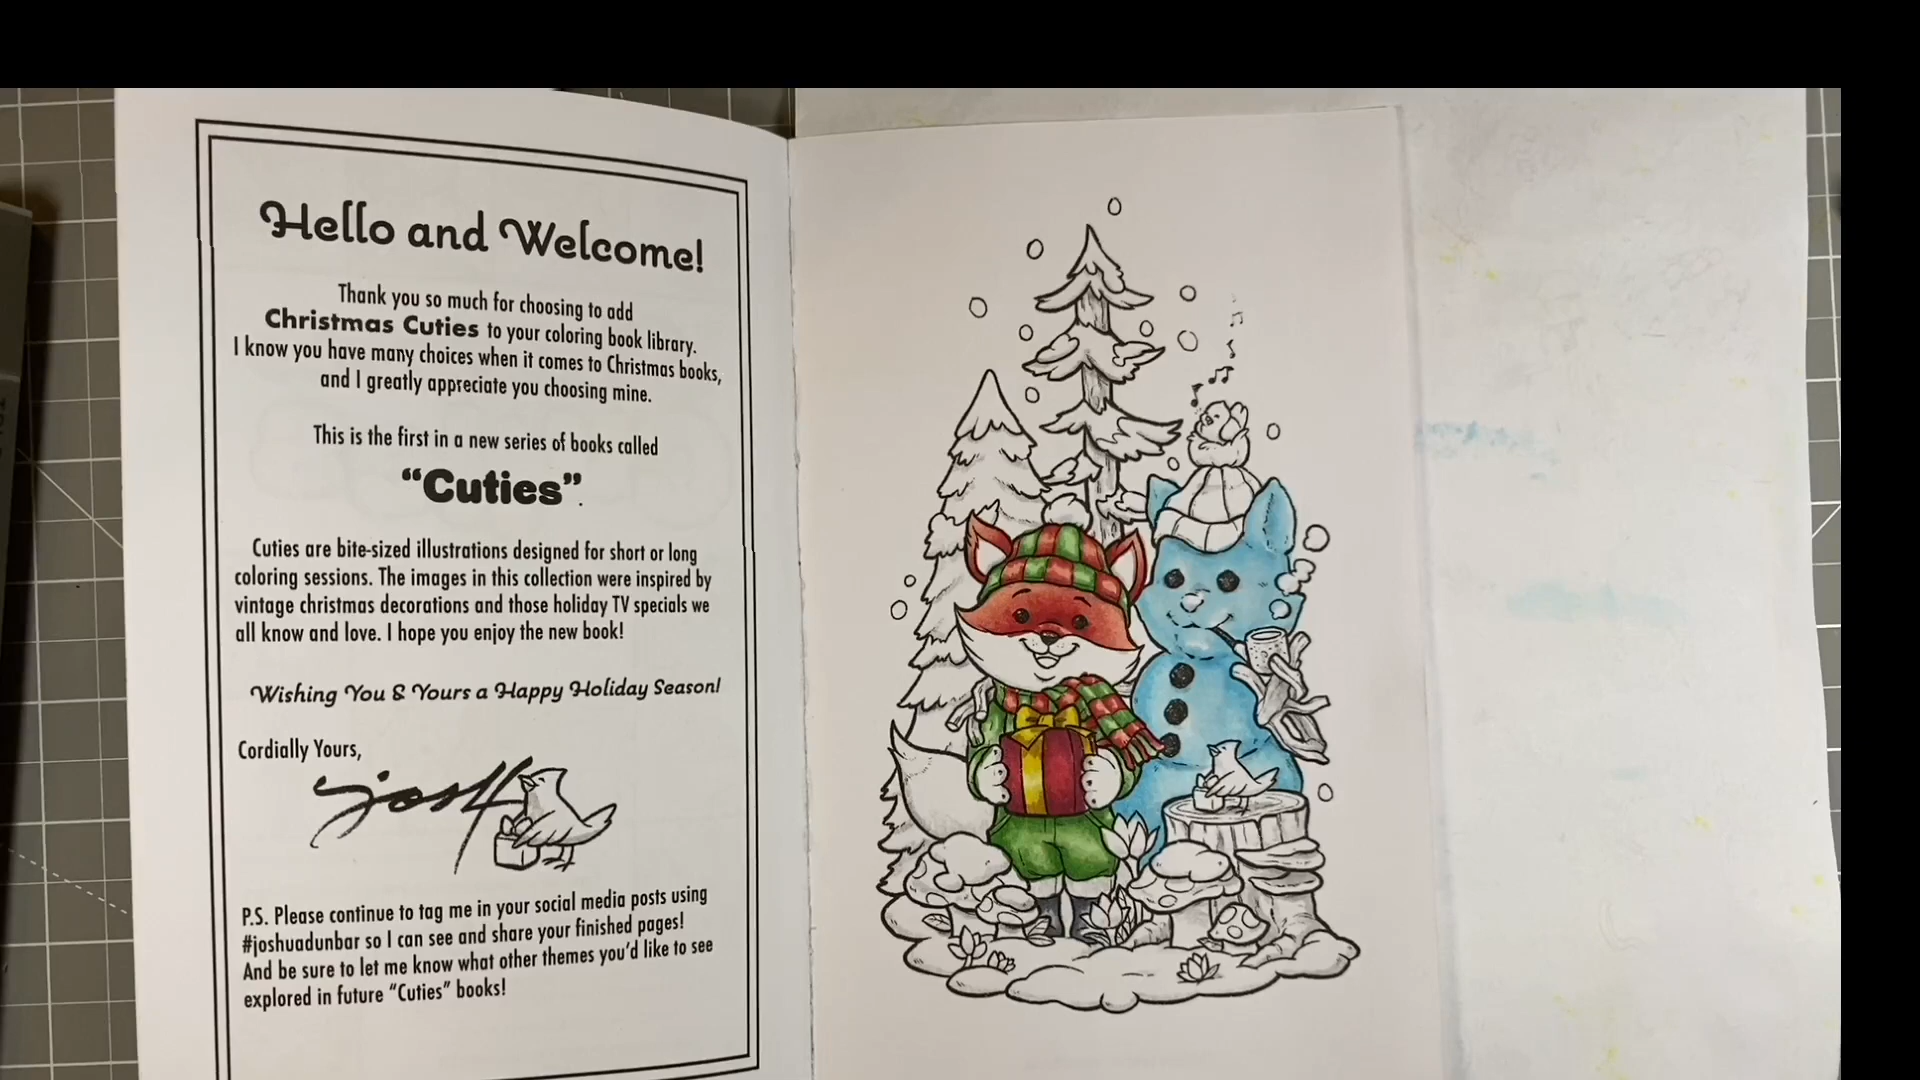 Hello and Welcome!
Thank you so much for choosing to add
Christmas Cuties to your coloring book library.
I know you have many choices when it comes to Christmas books,
and I greatly appreciate you choosing mine.
This is the first in a new series of books called
“Cuties”.
Cuties are bite-sized illustrations designed for short or long
coloring sessions. The images in this collection were inspired by
vintage christmas decorations and those holiday TV specials we
all know and love. I hope you enjoy the new book!
Wishing You & Yours a Happy Holiday Season!
Cordially Yours,
josh
P.S. Please continue to tag me in your social media posts using
#joshuadunbar so I can see and share your finished pages!
And be sure to let me know what other themes you’d like to see
explored in future “Cuties” books!